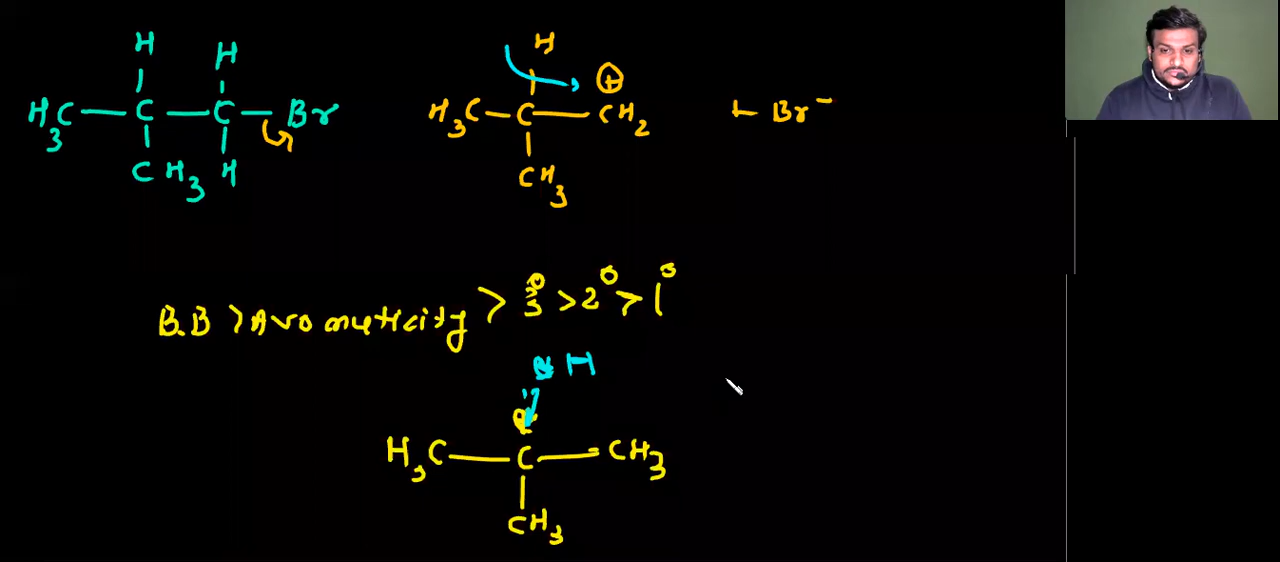 H H H
H₃C — C — C — Br H₃C — C — CH₂ ⊕ + Br⁻
CH₃ H CH₃
B.B > Aromaticity > 3° > 2° > 1°
H
H₃C — C — CH₃
CH₃